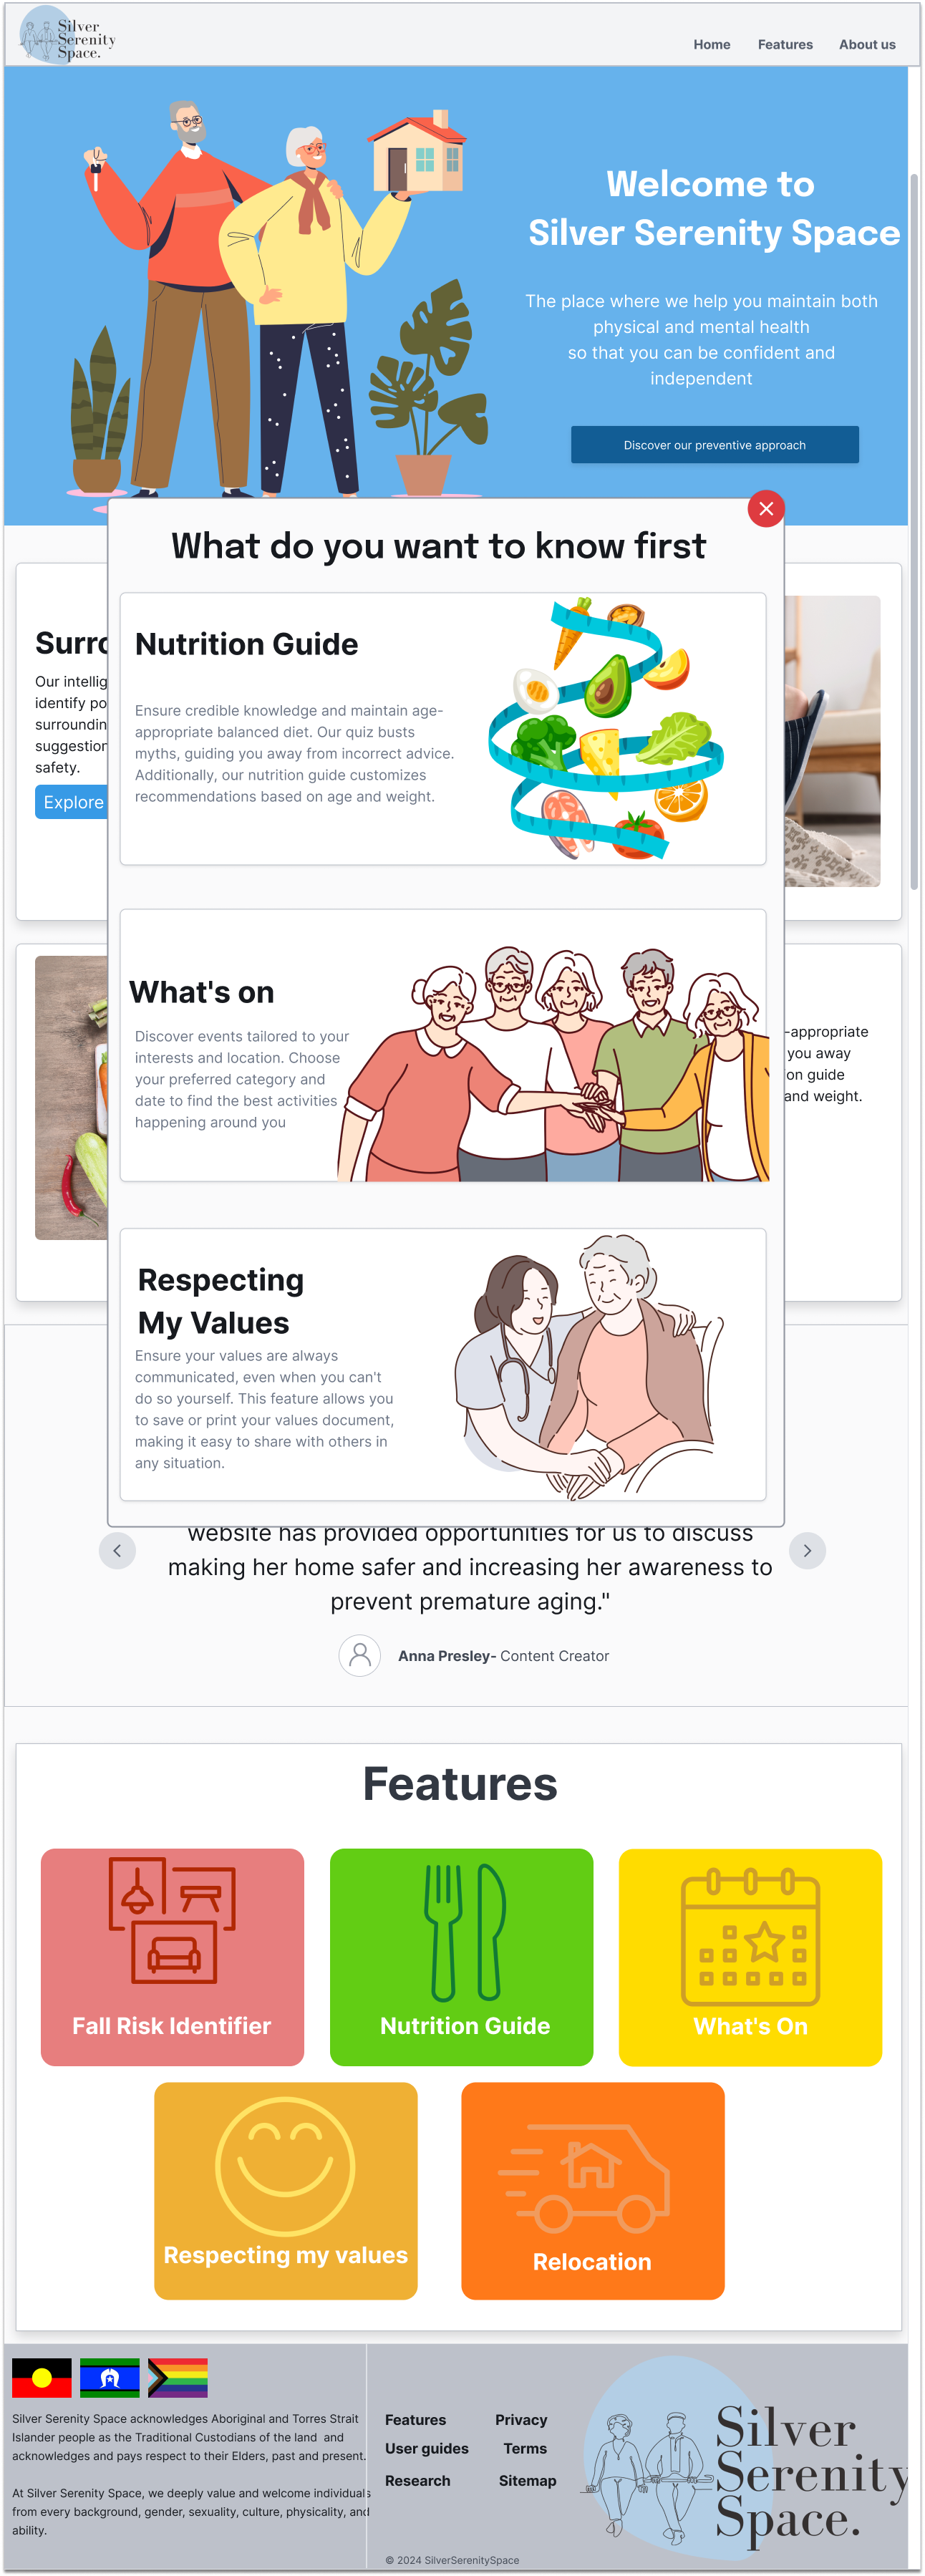 Silver
Serenity
Space.
Home Features About us
Welcome to
Silver Serenity Space
The place where we help you maintain both
physical and mental health
so that you can be confident and
independent
Discover our preventive approach
What do you want to know first
Surro
Our intellig
identify po
surroundin
suggestion
safety.
Explore
Nutrition Guide
Ensure credible knowledge and maintain age-
appropriate balanced diet. Our quiz busts
myths, guiding you away from incorrect advice.
Additionally, our nutrition guide customizes
recommendations based on age and weight.
What's on
Discover events tailored to your
interests and location. Choose
your preferred category and
date to find the best activities
happening around you
-appropriate
you away
on guide
and weight.
Respecting
My Values
Ensure your values are always
communicated, even when you can't
do so yourself. This feature allows you
to save or print your values document,
making it easy to share with others in
any situation.
website has provided opportunities for us to discuss
making her home safer and increasing her awareness to
prevent premature aging."
Anna Presley- Content Creator
Features
Fall Risk Identifier
Nutrition Guide
What's On
Respecting my values
Relocation
Silver Serenity Space acknowledges Aboriginal and Torres Strait
Islander people as the Traditional Custodians of the land and
acknowledges and pays respect to their Elders, past and present.
At Silver Serenity Space, we deeply value and welcome individuals
from every background, gender, sexuality, culture, physicality, and
ability.
Features Privacy
User guides Terms
Research Sitemap
© 2024 SilverSerenitySpace
Silver
Serenity
Space.